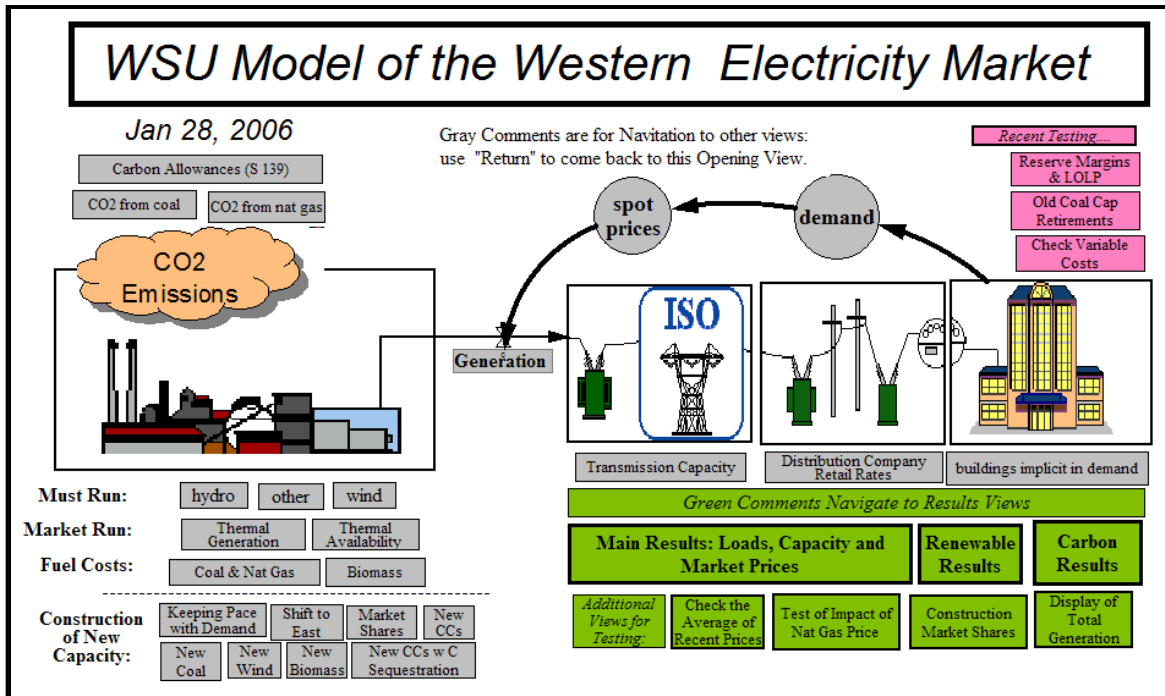 WSU Model of the Western Electricity Market
Jan 28, 2006
Gray Comments are for Navitation to other views:
use "Return" to come back to this Opening View.
Recent Testing....
Reserve Margins
& LOLP
Old Coal Cap
Retirements
Check Variable
Costs
Carbon Allowances (S 139)
CO2 from coal
CO2 from nat gas
CO2
Emissions
spot
prices
demand
Generation
ISO
Transmission Capacity
Distribution Company
Retail Rates
buildings implicit in demand
Must Run:
hydro
other
wind
Market Run:
Thermal
Generation
Thermal
Availability
Fuel Costs:
Coal & Nat Gas
Biomass
Construction
of New
Capacity:
Keeping Pace
with Demand
Shift to
East
Market
Shares
New
CCs
New
Coal
New
Wind
New
Biomass
New CCs w C
Sequestration
Green Comments Navigate to Results Views
Main Results: Loads, Capacity and
Market Prices
Renewable
Results
Carbon
Results
Additional
Views for
Testing:
Check the
Average of
Recent Prices
Test of Impact of
Nat Gas Price
Construction
Market Shares
Display of
Total
Generation